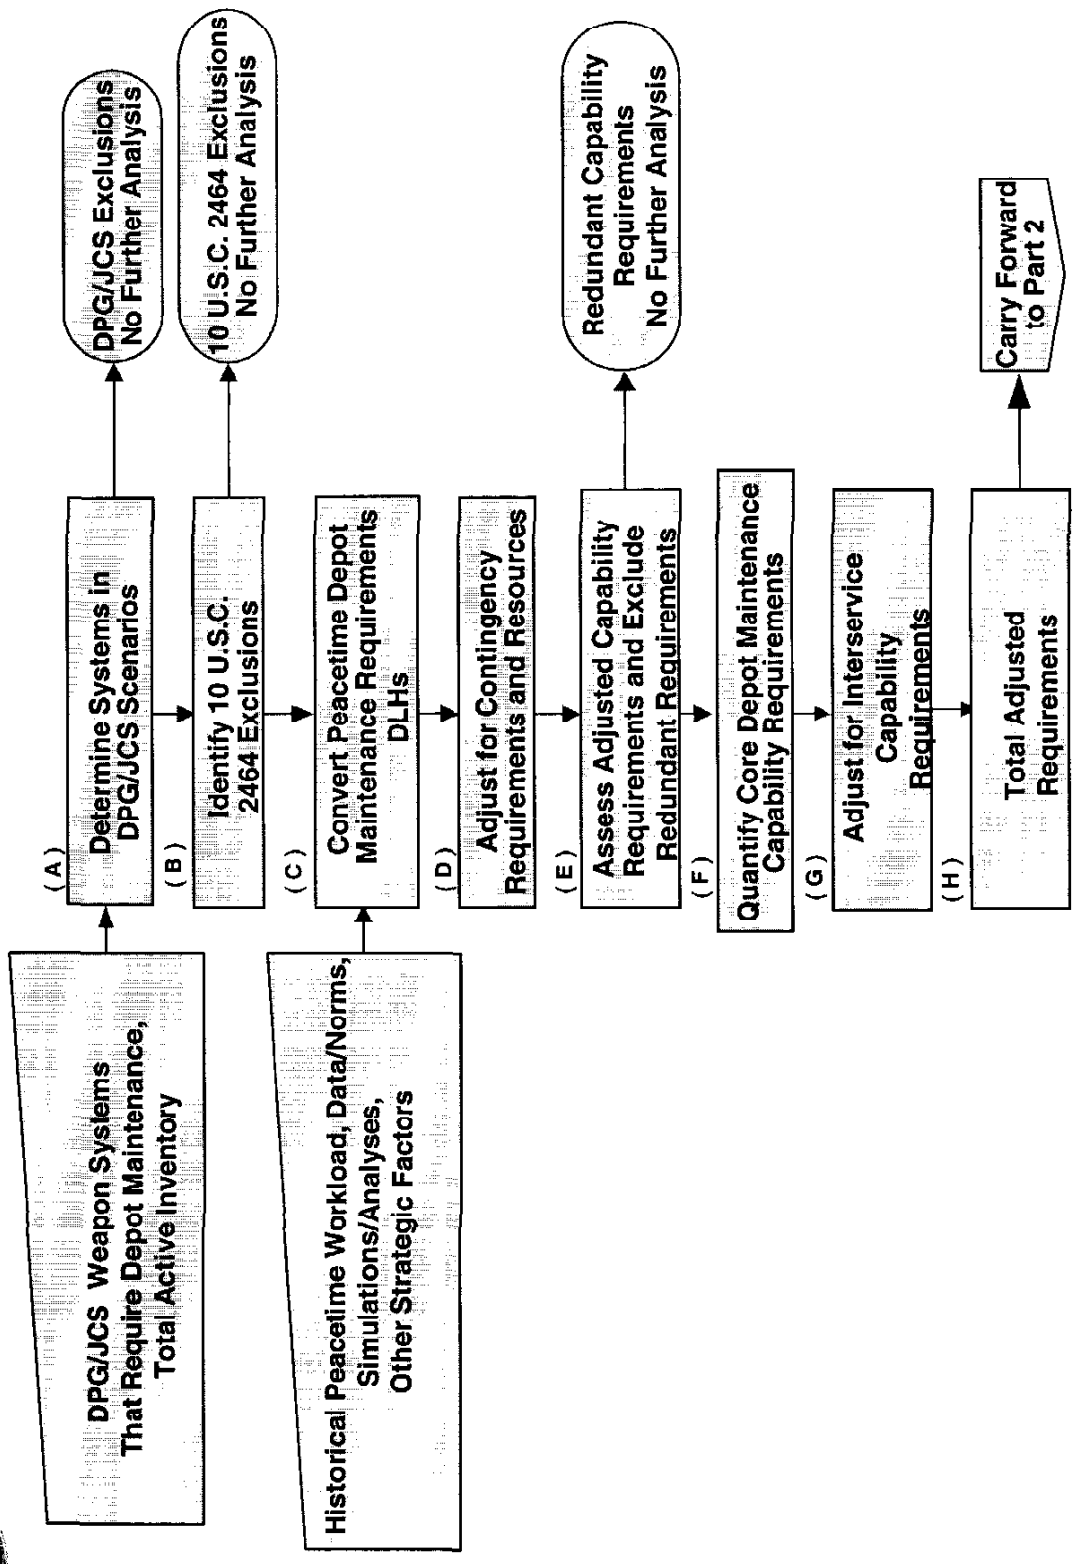 DPG/JCS Weapon Systems
That Require Depot Maintenance,
Total Active Inventory
(A)
Determine Systems in
DPG/JCS Scenarios
DPG/JCS Exclusions
No Further Analysis
(B)
Identify 10 U.S.C.
2464 Exclusions
10 U.S.C. 2464 Exclusions
No Further Analysis
Historical Peacetime Workload, Data/Norms,
Simulations/Analyses,
Other Strategic Factors
(C)
Convert Peacetime Depot
Maintenance Requirements
DLHs
(D)
Adjust for Contingency
Requirements and Resources
(E)
Assess Adjusted Capability
Requirements and Exclude
Redundant Requirements
Redundant Capability
Requirements
No Further Analysis
(F)
Quantify Core Depot Maintenance
Capability Requirements
(G)
Adjust for Interservice
Capability
Requirements
(H)
Total Adjusted
Requirements
Carry Forward
to Part 2